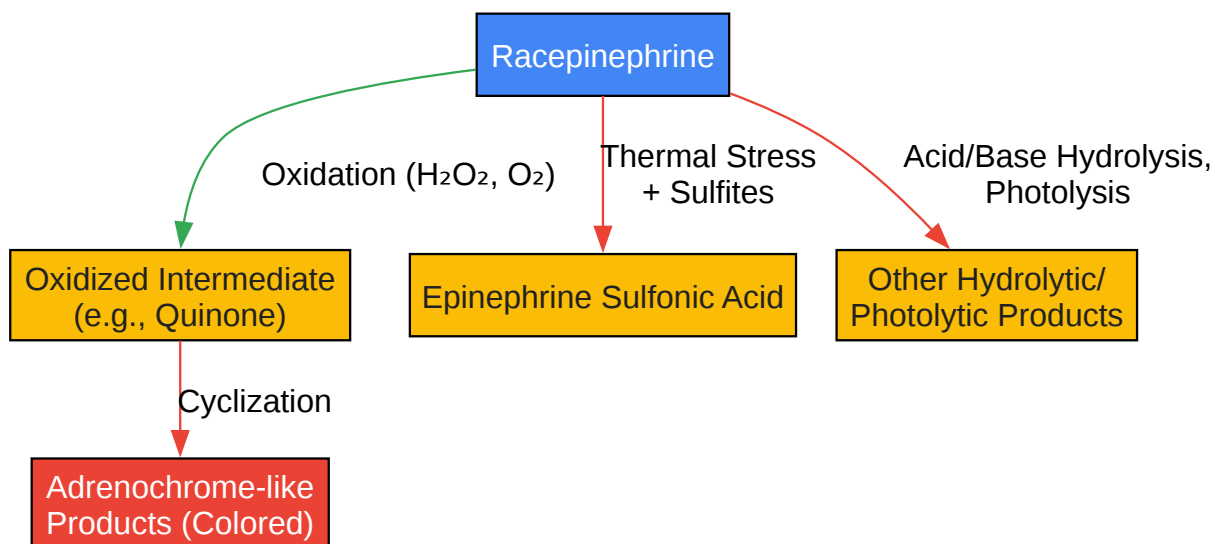 Racepinephrine
Oxidation (H₂O₂, O₂)
Thermal Stress
+ Sulfites
Acid/Base Hydrolysis,
Photolysis
Oxidized Intermediate
(e.g., Quinone)
Epinephrine Sulfonic Acid
Other Hydrolytic/
Photolytic Products
Cyclization
Adrenochrome-like
Products (Colored)